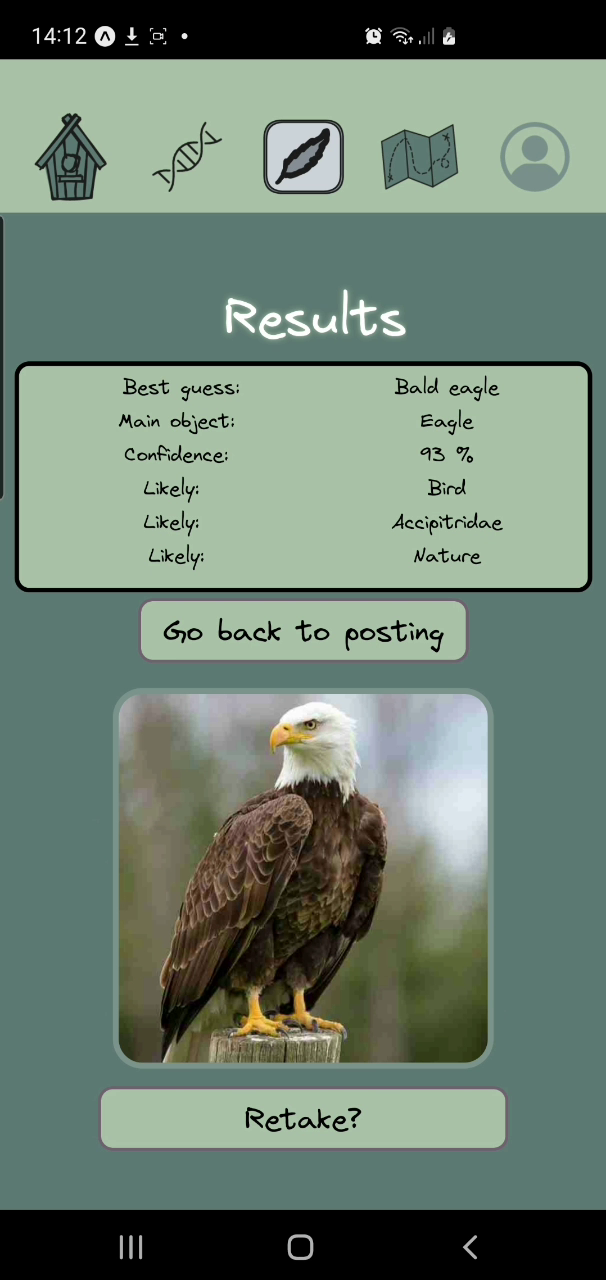 14:12
Results
Best guess: Bald eagle
Main object: Eagle
Confidence: 93 %
Likely: Bird
Likely: Accipitridae
Likely: Nature
Go back to posting
Retake?